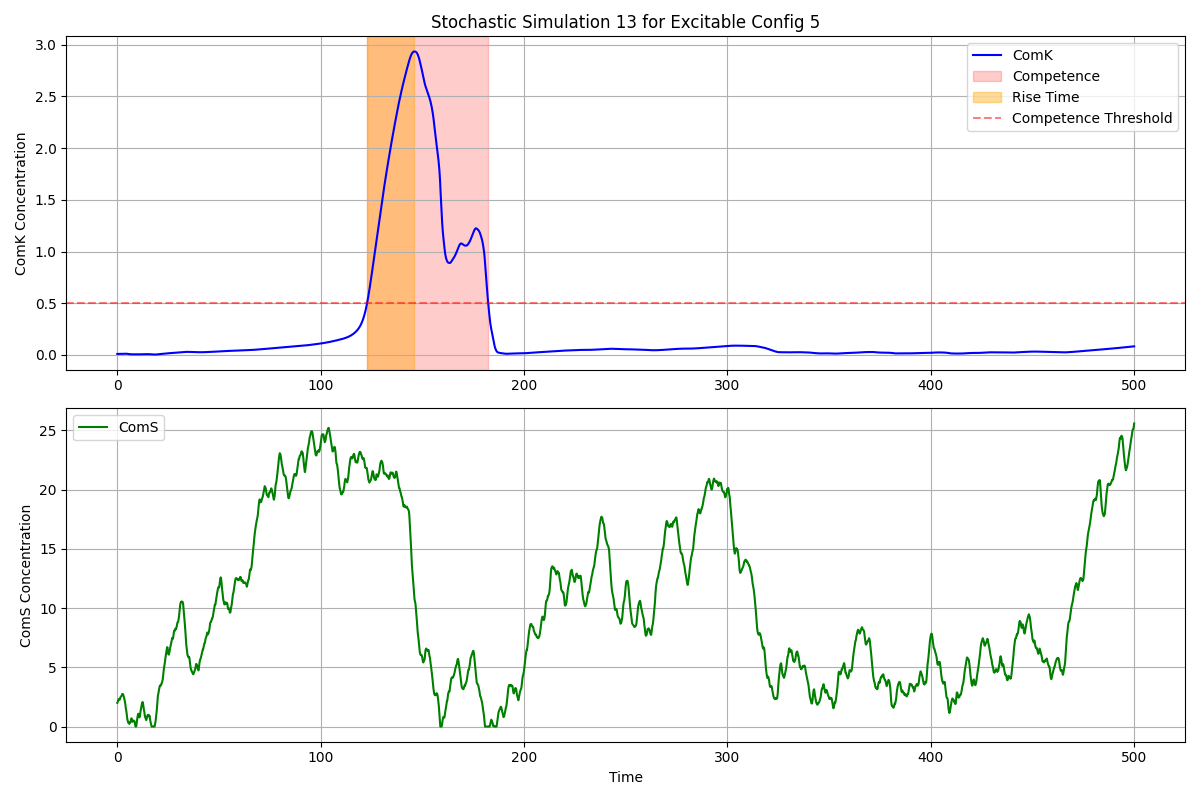 Stochastic Simulation 13 for Excitable Config 5
ComK Concentration
3.0
2.5
2.0
1.5
1.0
0.5
0.0
ComK
Competence
Rise Time
Competence Threshold
0 100 200 300 400 500
ComS Concentration
25
20
15
10
5
0
ComS
0 100 200 300 400 500
Time